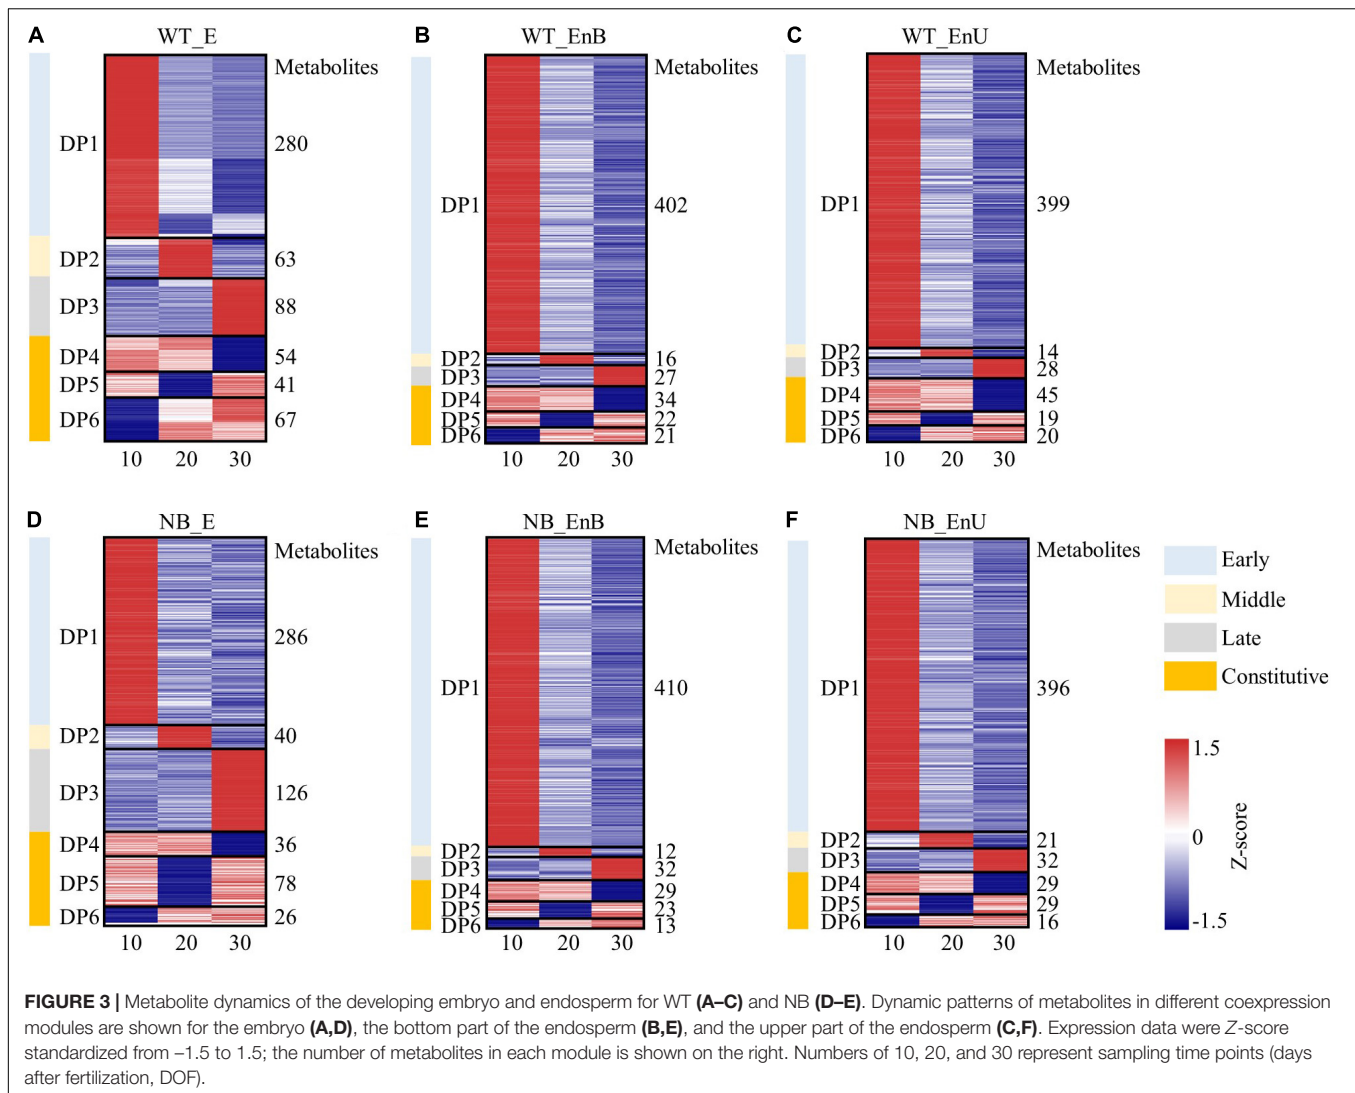 A
WT_E
Metabolites
DP1
280
DP2
63
DP3
88
DP4
54
DP5
41
DP6
67
10 20 30
B
WT_EnB
Metabolites
DP1
402
DP2
16
DP3
27
DP4
34
DP5
22
DP6
21
10 20 30
C
WT_EnU
Metabolites
DP1
399
DP2
14
DP3
28
DP4
45
DP5
19
DP6
20
10 20 30
D
NB_E
Metabolites
DP1
286
DP2
40
DP3
126
DP4
36
DP5
78
DP6
26
10 20 30
E
NB_EnB
Metabolites
DP1
410
DP2
12
DP3
32
DP4
29
DP5
23
DP6
13
10 20 30
F
NB_EnU
Metabolites
DP1
396
DP2
21
DP3
32
DP4
29
DP5
29
DP6
16
10 20 30
Early
Middle
Late
Constitutive
1.5
0
-1.5
Z-score
FIGURE 3 | Metabolite dynamics of the developing embryo and endosperm for WT (A–C) and NB (D–E). Dynamic patterns of metabolites in different coexpression
modules are shown for the embryo (A,D), the bottom part of the endosperm (B,E), and the upper part of the endosperm (C,F). Expression data were Z-score
standardized from –1.5 to 1.5; the number of metabolites in each module is shown on the right. Numbers of 10, 20, and 30 represent sampling time points (days
after fertilization, DOF).